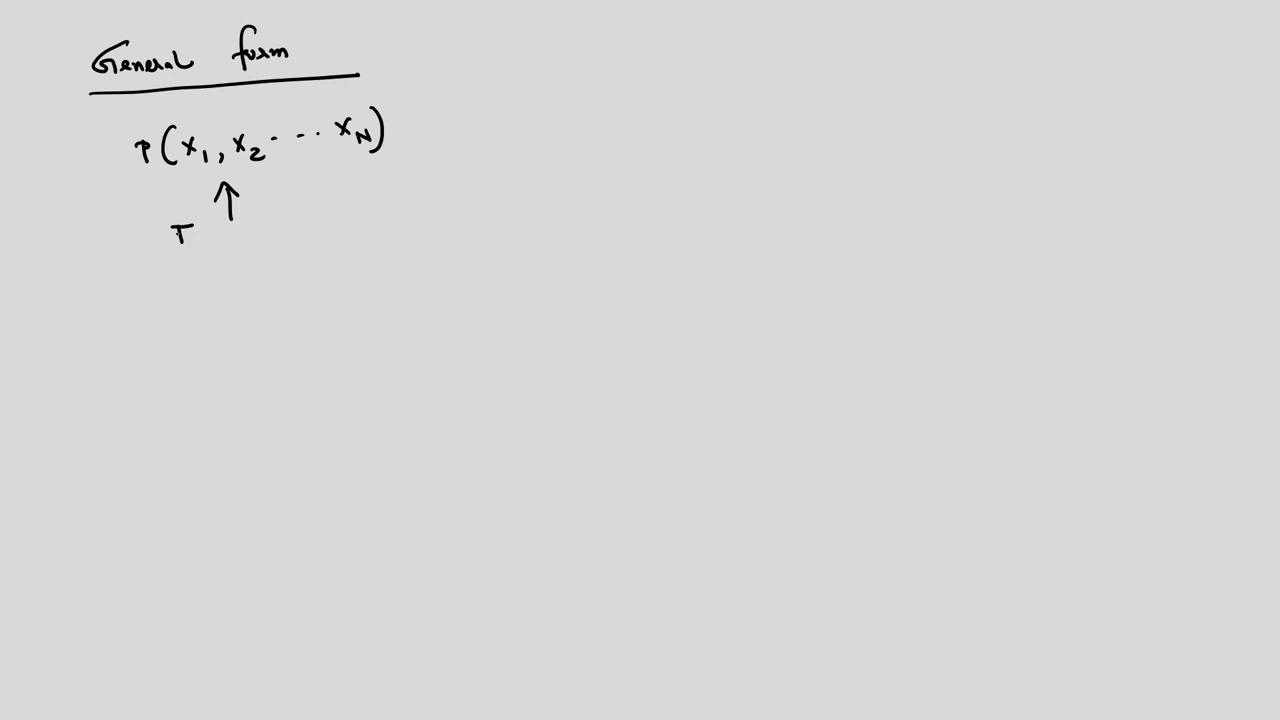 General form
P(x₁, x₂ - - - . xN)
↑
T